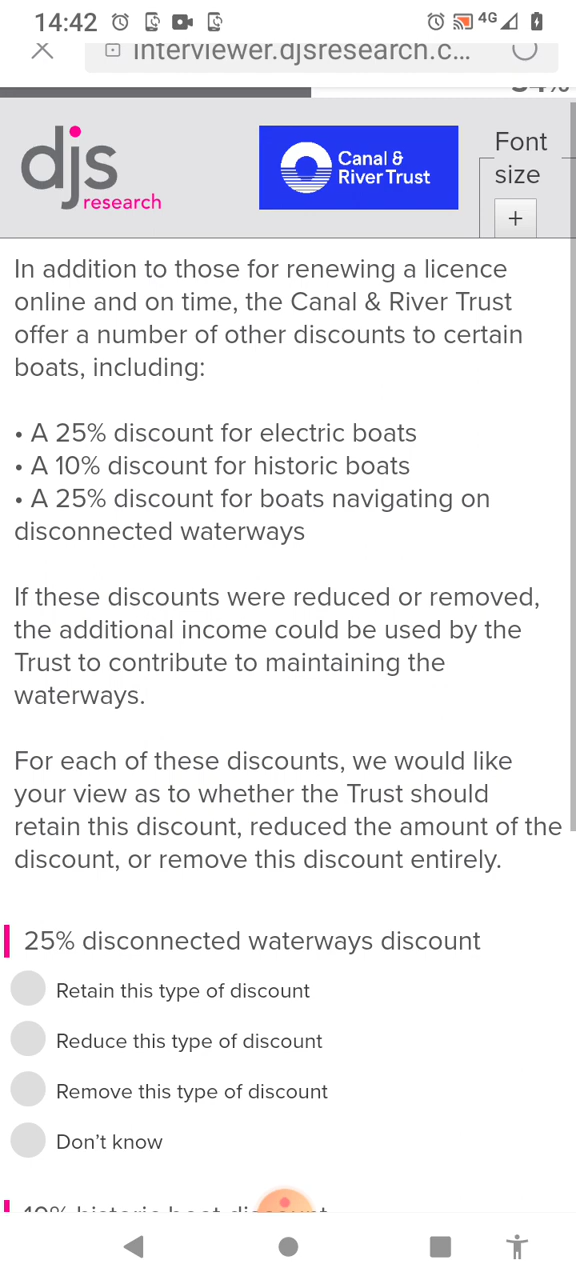 14:42
4G
interviewer.djsresearch.c...
djs
research
Canal &
River Trust
Font
size
+
In addition to those for renewing a licence
online and on time, the Canal & River Trust
offer a number of other discounts to certain
boats, including:
• A 25% discount for electric boats
• A 10% discount for historic boats
• A 25% discount for boats navigating on
disconnected waterways
If these discounts were reduced or removed,
the additional income could be used by the
Trust to contribute to maintaining the
waterways.
For each of these discounts, we would like
your view as to whether the Trust should
retain this discount, reduced the amount of the
discount, or remove this discount entirely.
25% disconnected waterways discount
Retain this type of discount
Reduce this type of discount
Remove this type of discount
Don't know
10% historic boat discount